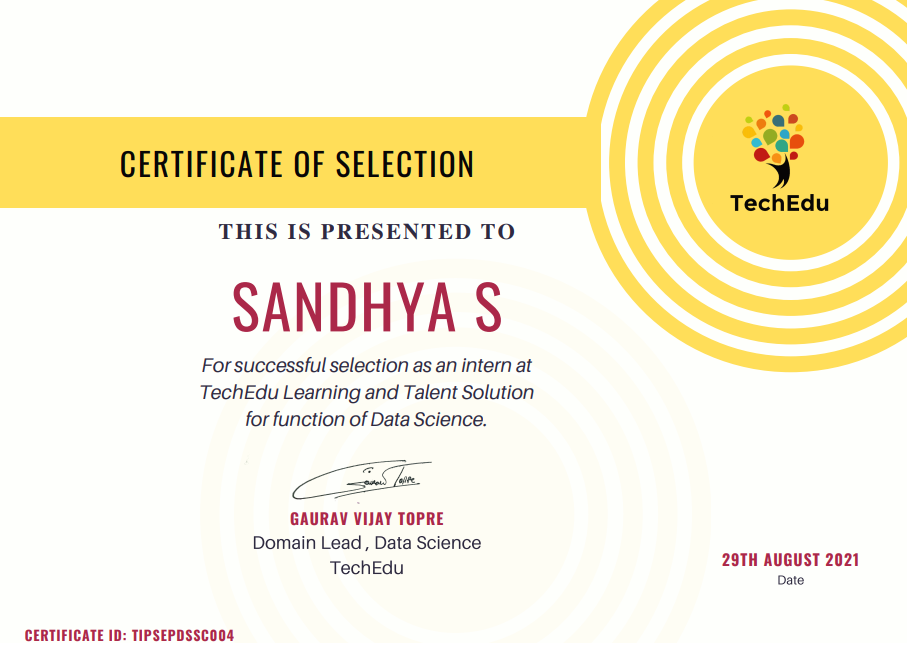 CERTIFICATE OF SELECTION
TechEdu
THIS IS PRESENTED TO
SANDHYA S
For successful selection as an intern at
TechEdu Learning and Talent Solution
for function of Data Science.
Gaurav Topre
GAURAV VIJAY TOPRE
Domain Lead , Data Science
TechEdu
29TH AUGUST 2021
Date
CERTIFICATE ID: TIPSEPDSSC004